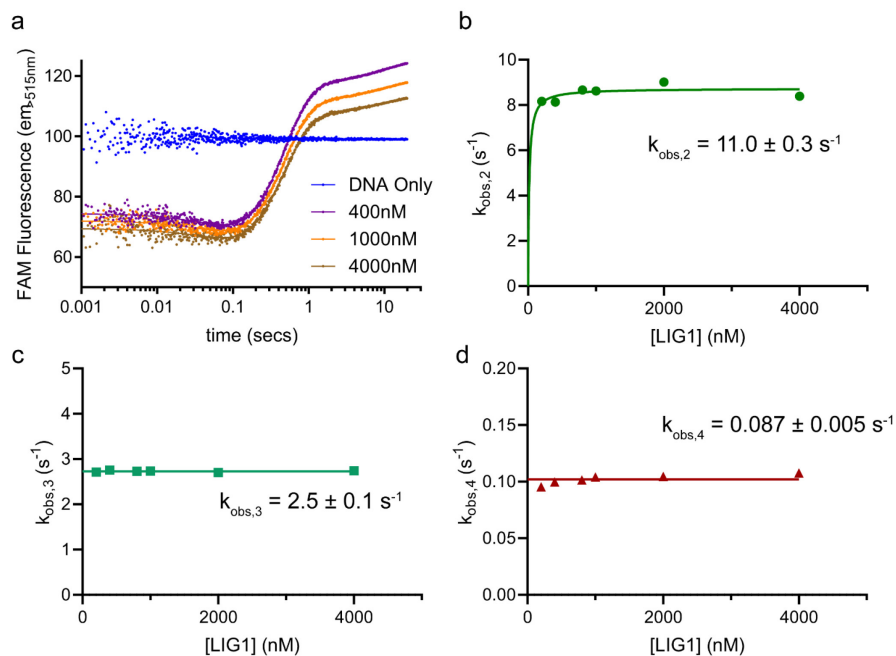 a
FAM Fluorescence (em₅₁₅nm)
120
100
80
60
0.001
0.01
0.1
1
10
time (secs)
DNA Only
400nM
1000nM
4000nM
b
kobs,2 (s⁻¹)
10
8
6
4
2
0
0
2000
4000
[LIG1] (nM)
kobs,2 = 11.0 ± 0.3 s⁻¹
c
kobs,3 (s⁻¹)
5
4
3
2
1
0
0
2000
4000
[LIG1] (nM)
kobs,3 = 2.5 ± 0.1 s⁻¹
d
kobs,4 (s⁻¹)
0.20
0.15
0.10
0.05
0.00
0
2000
4000
[LIG1] (nM)
kobs,4 = 0.087 ± 0.005 s⁻¹